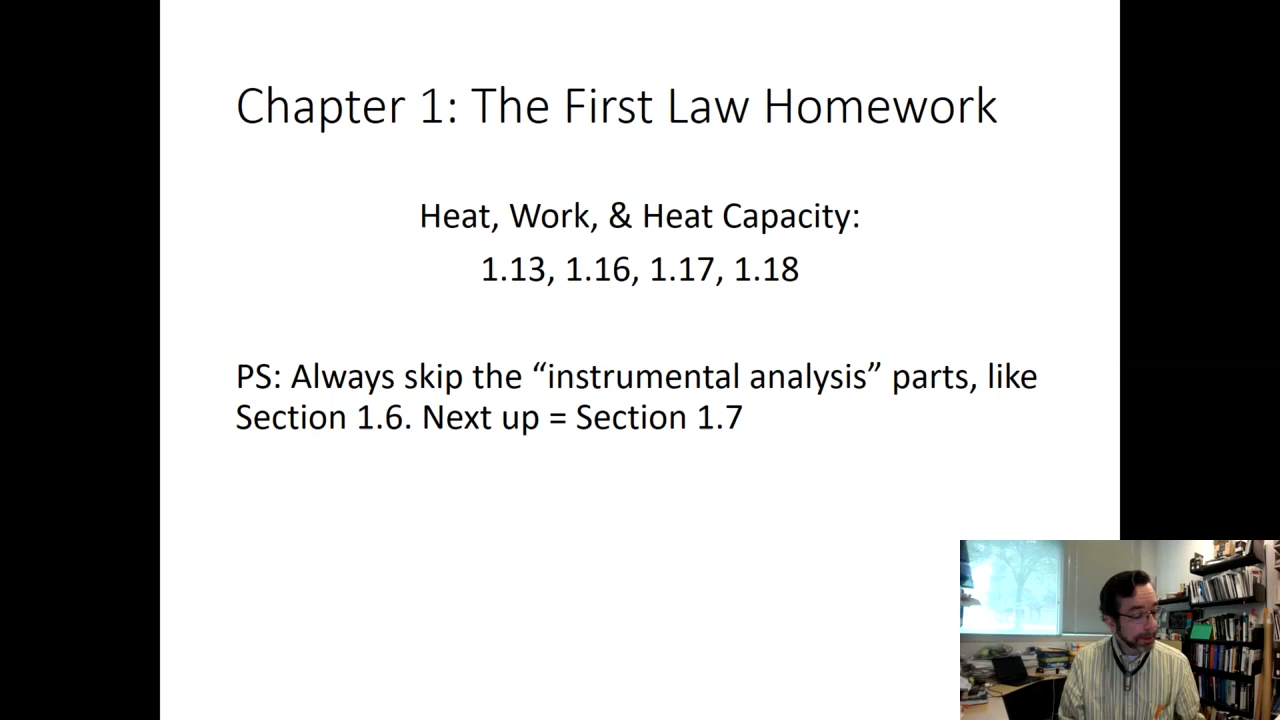 Chapter 1: The First Law Homework
Heat, Work, & Heat Capacity:
1.13, 1.16, 1.17, 1.18
PS: Always skip the “instrumental analysis” parts, like
Section 1.6. Next up = Section 1.7